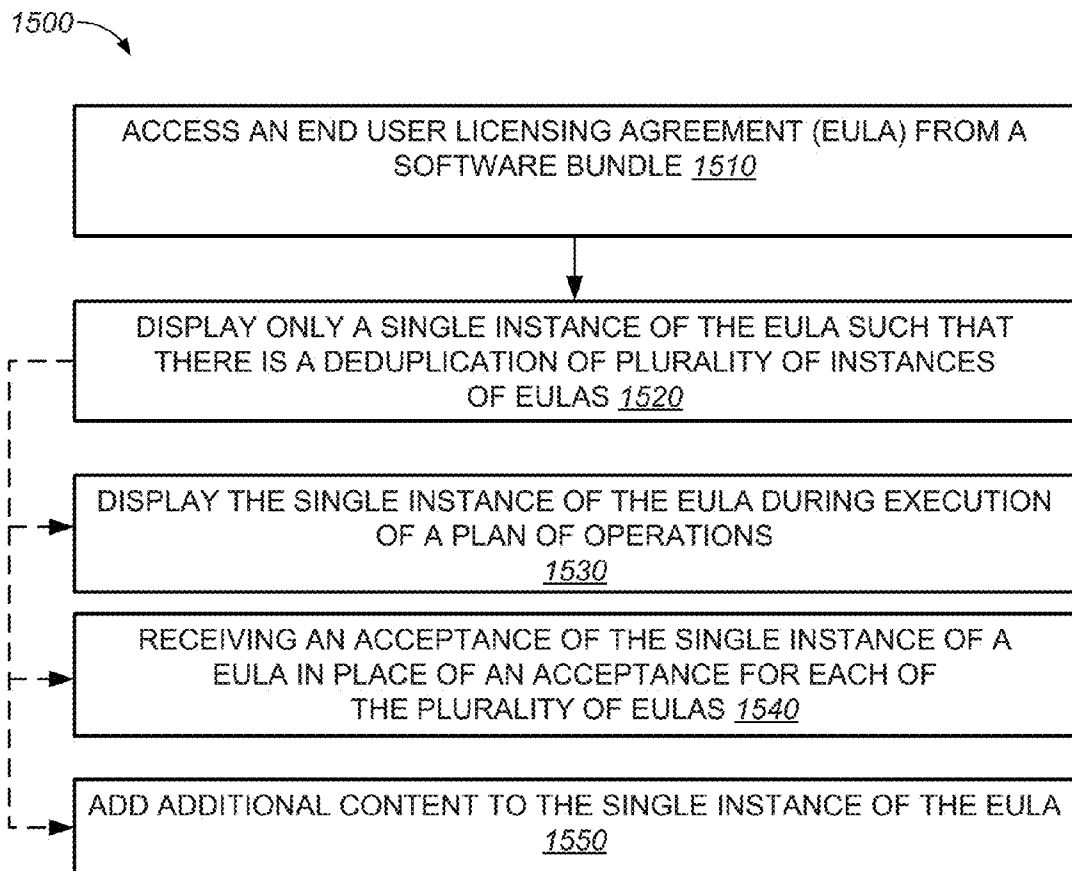 1500
ACCESS AN END USER LICENSING AGREEMENT (EULA) FROM A
SOFTWARE BUNDLE 1510
DISPLAY ONLY A SINGLE INSTANCE OF THE EULA SUCH THAT
THERE IS A DEDUPLICATION OF PLURALITY OF INSTANCES
OF EULAS 1520
DISPLAY THE SINGLE INSTANCE OF THE EULA DURING EXECUTION
OF A PLAN OF OPERATIONS
1530
RECEIVING AN ACCEPTANCE OF THE SINGLE INSTANCE OF A
EULA IN PLACE OF AN ACCEPTANCE FOR EACH OF
THE PLURALITY OF EULAS 1540
ADD ADDITIONAL CONTENT TO THE SINGLE INSTANCE OF THE EULA
1550